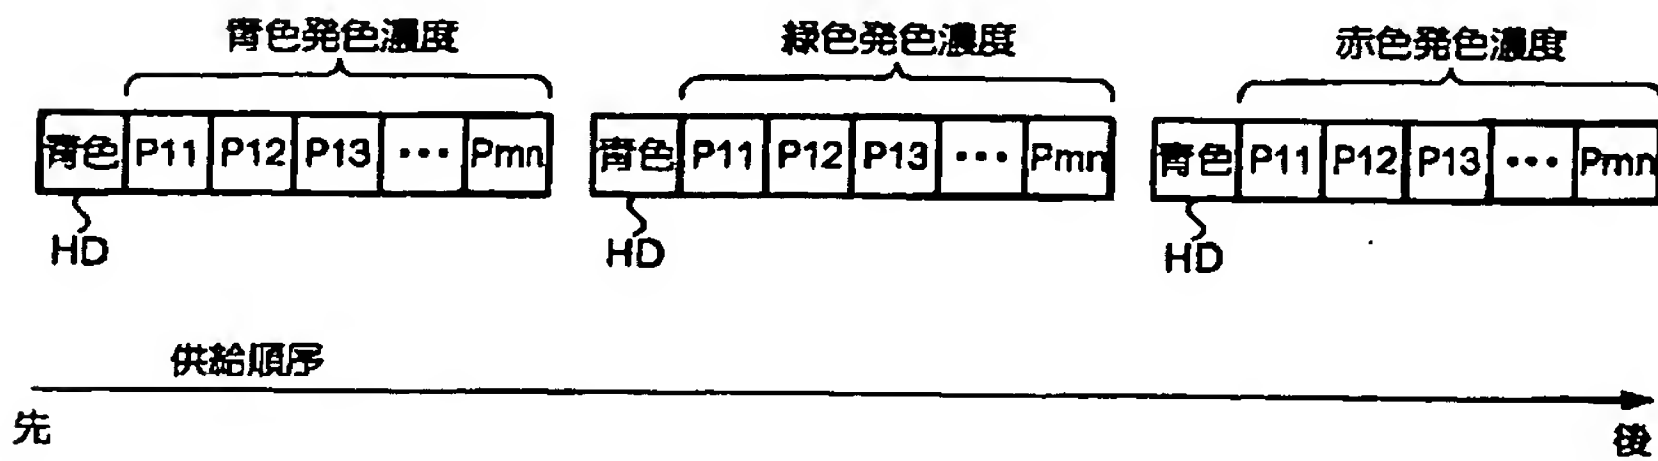 青色発色濃度 緑色発色濃度 赤色発色濃度
青色 P11 P12 P13 ••• Pmn 青色 P11 P12 P13 ••• Pmn 青色 P11 P12 P13 ••• Pmn
HD HD HD
供給順序
先 後